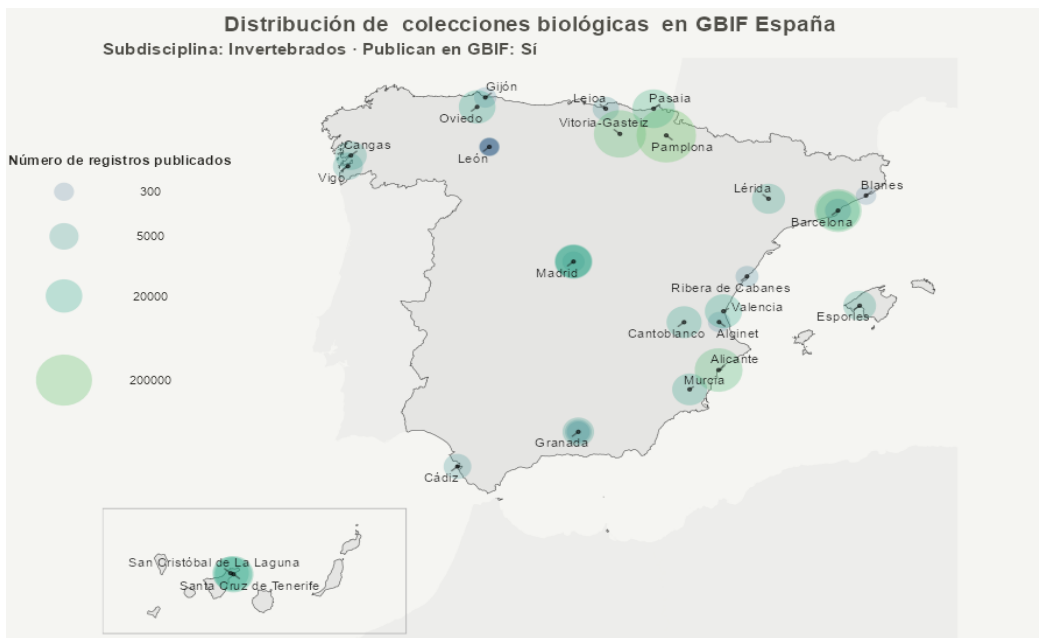 Distribución de  colecciones biológicas  en GBIF España
Subdisciplina: Invertebrados · Publican en GBIF: Sí
Gijón
Oviedo
Leioa
Pasaia
Vitoria-Gasteiz
Pamplona
León
Cangas
Vigo
Número de registros publicados
300
5000
20000
200000
Lérida
Blanes
Barcelona
Madrid
Ribera de Cabanes
Valencia
Cantoblanco
Alginet
Esporles
Alicante
Murcia
Granada
Cádiz
San Cristóbal de La Laguna
Santa Cruz de Tenerife